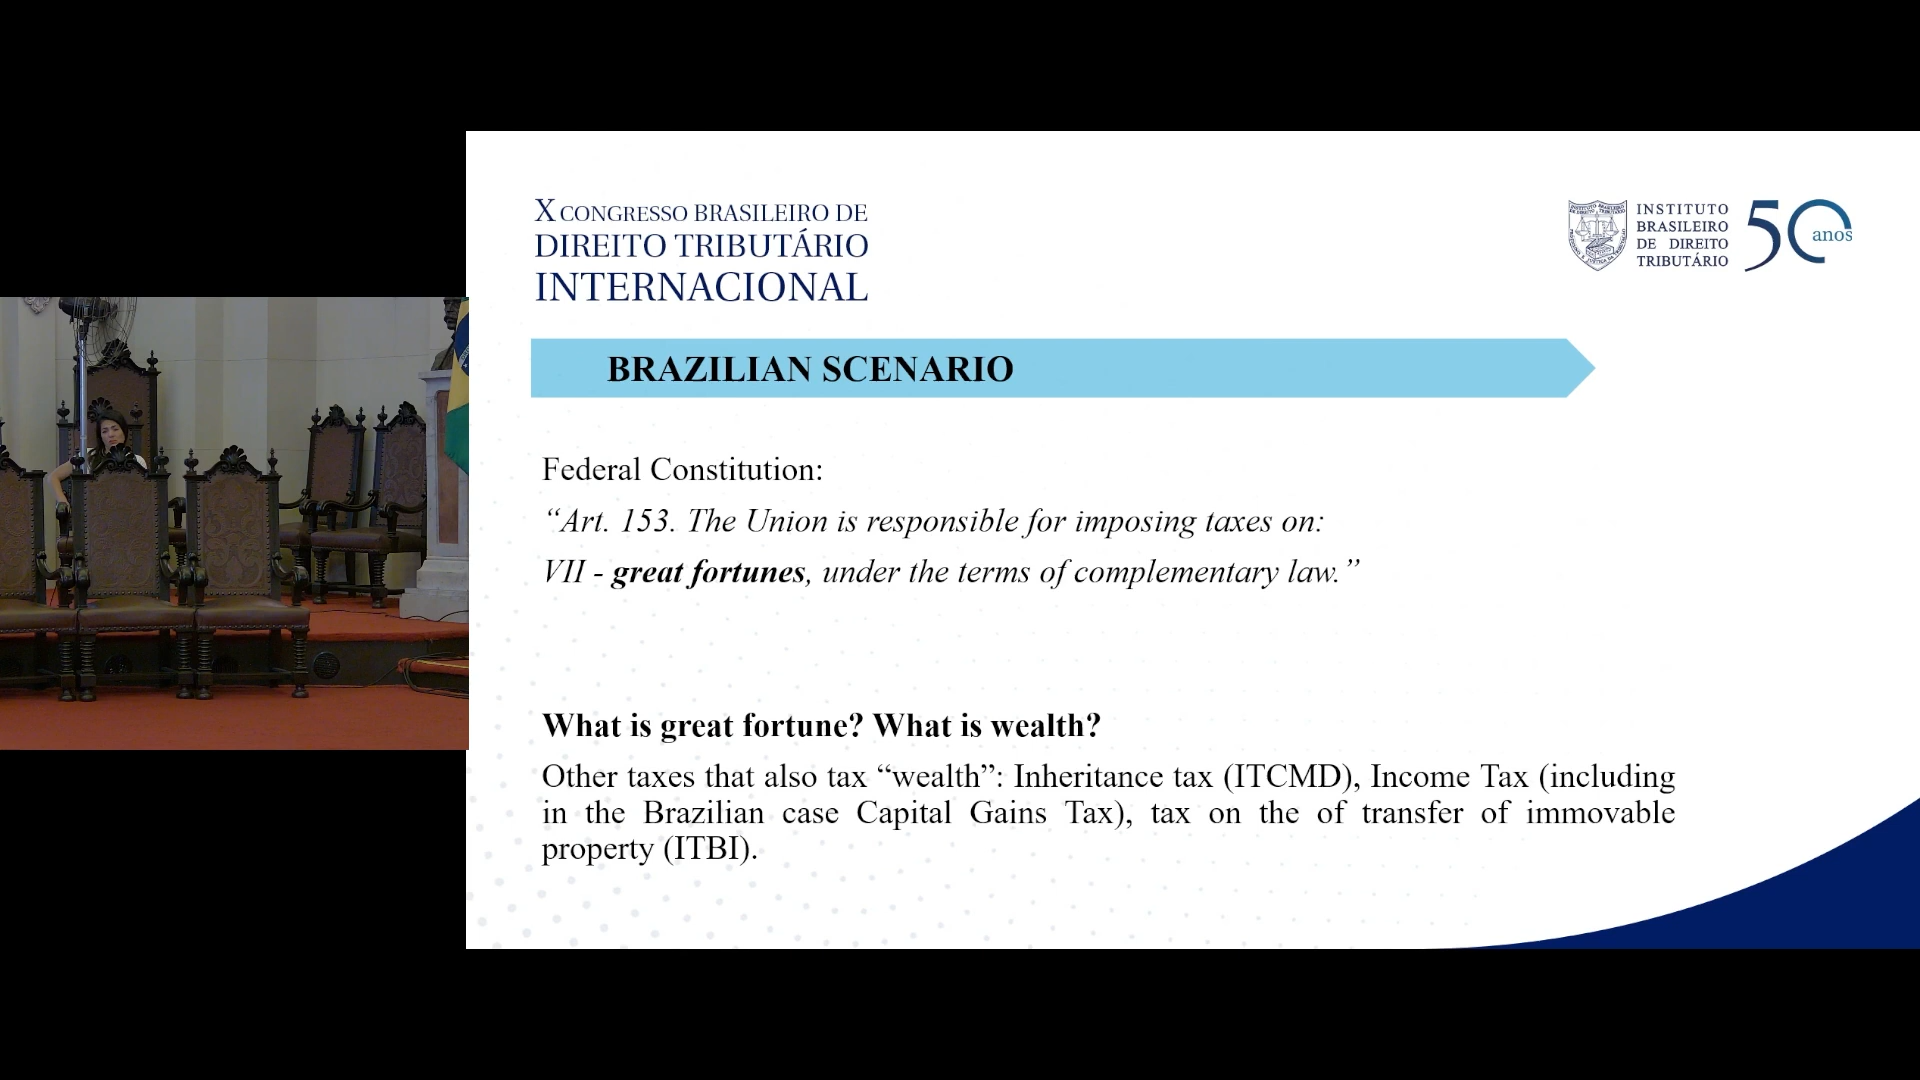 X CONGRESSO BRASILEIRO DE
DIREITO TRIBUTÁRIO
INTERNACIONAL
INSTITUTO
BRASILEIRO
DE DIREITO
TRIBUTÁRIO
50 anos
BRAZILIAN SCENARIO
Federal Constitution:
“Art. 153. The Union is responsible for imposing taxes on:
VII - great fortunes, under the terms of complementary law.”
What is great fortune? What is wealth?
Other taxes that also tax “wealth”: Inheritance tax (ITCMD), Income Tax (including
in the Brazilian case Capital Gains Tax), tax on the of transfer of immovable
property (ITBI).